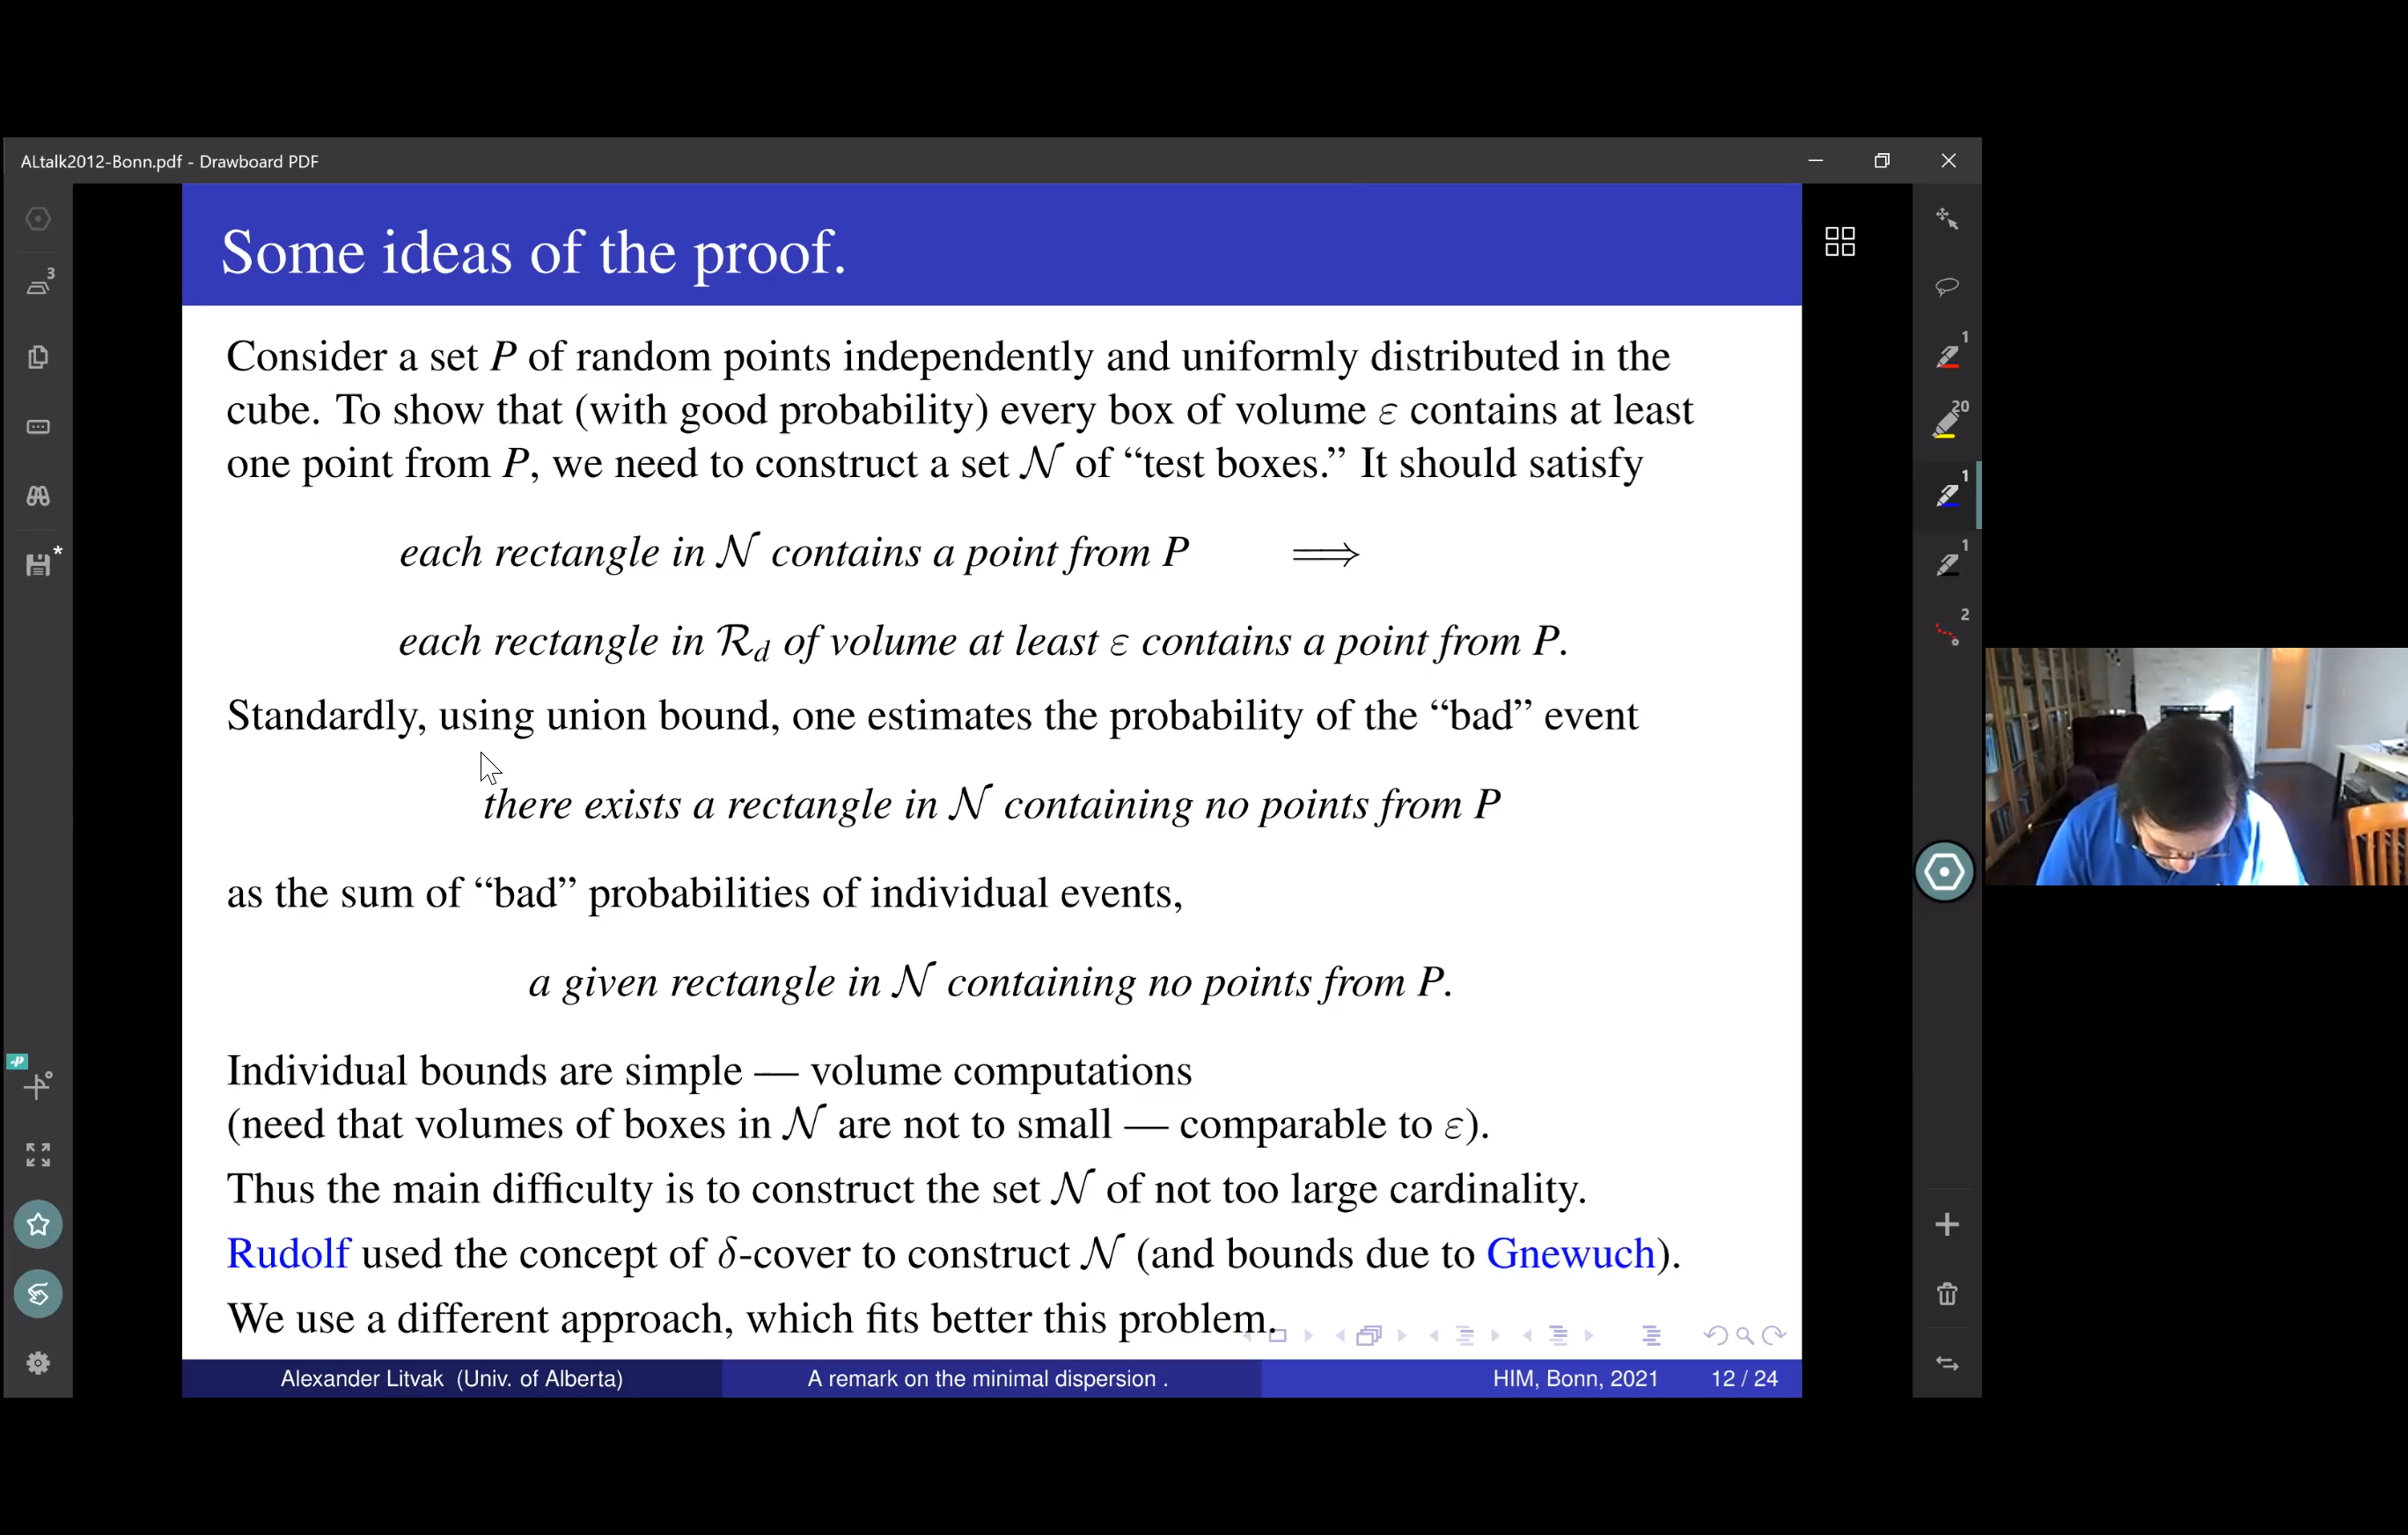 ALtalk2012-Bonn.pdf - Drawboard PDF
Some ideas of the proof.
3
1
20
1
1
2
Consider a set P of random points independently and uniformly distributed in the
cube. To show that (with good probability) every box of volume ε contains at least
one point from P, we need to construct a set 𝒩 of “test boxes.” It should satisfy
each rectangle in 𝒩 contains a point from P ⟹
each rectangle in ℛ_d of volume at least ε contains a point from P.
Standardly, using union bound, one estimates the probability of the “bad” event
there exists a rectangle in 𝒩 containing no points from P
as the sum of “bad” probabilities of individual events,
a given rectangle in 𝒩 containing no points from P.
Individual bounds are simple — volume computations
(need that volumes of boxes in 𝒩 are not to small — comparable to ε).
Thus the main difficulty is to construct the set 𝒩 of not too large cardinality.
Rudolf used the concept of δ-cover to construct 𝒩 (and bounds due to Gnewuch).
We use a different approach, which fits better this problem.
Alexander Litvak (Univ. of Alberta) A remark on the minimal dispersion . HIM, Bonn, 2021 12 / 24